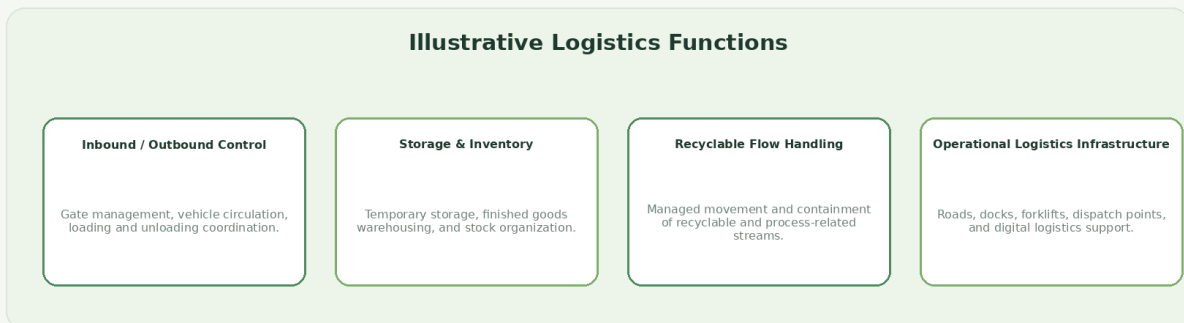 Illustrative Logistics Functions
Inbound / Outbound Control
Gate management, vehicle circulation,
loading and unloading coordination.
Storage & Inventory
Temporary storage, finished goods
warehousing, and stock organization.
Recyclable Flow Handling
Managed movement and containment
of recyclable and process-related
streams.
Operational Logistics Infrastructure
Roads, docks, forklifts, dispatch points,
and digital logistics support.